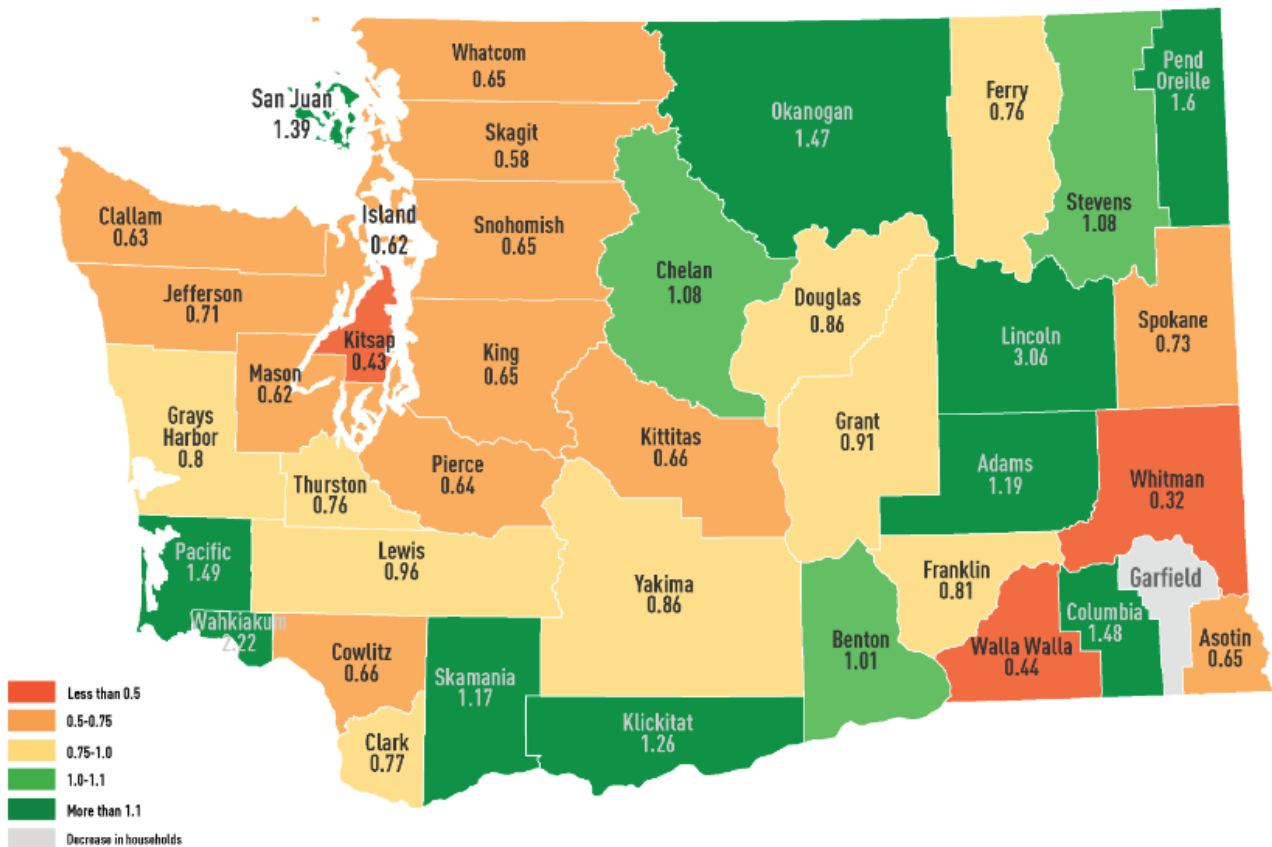 Whatcom
0.65
San Juan
1.39
Skagit
0.58
Okanogan
1.47
Ferry
0.76
Pend
Oreille
1.6
Stevens
1.08
Clallam
0.63
Island
0.62
Snohomish
0.65
Chelan
1.08
Jefferson
0.71
Douglas
0.86
Kitsap
0.43
King
0.65
Lincoln
3.06
Spokane
0.73
Mason
0.62
Grays
Harbor
0.8
Kittitas
0.66
Grant
0.91
Thurston
0.76
Pierce
0.64
Adams
1.19
Whitman
0.32
Pacific
1.49
Lewis
0.96
Yakima
0.86
Franklin
0.81
Garfield
Wahkiakum
2.22
Cowlitz
0.66
Skamania
1.17
Benton
1.01
Walla Walla
0.44
Columbia
1.48
Asotin
0.65
Clark
0.77
Klickitat
1.26
Less than 0.5
0.5-0.75
0.75-1.0
1.0-1.1
More than 1.1
Decrease in households